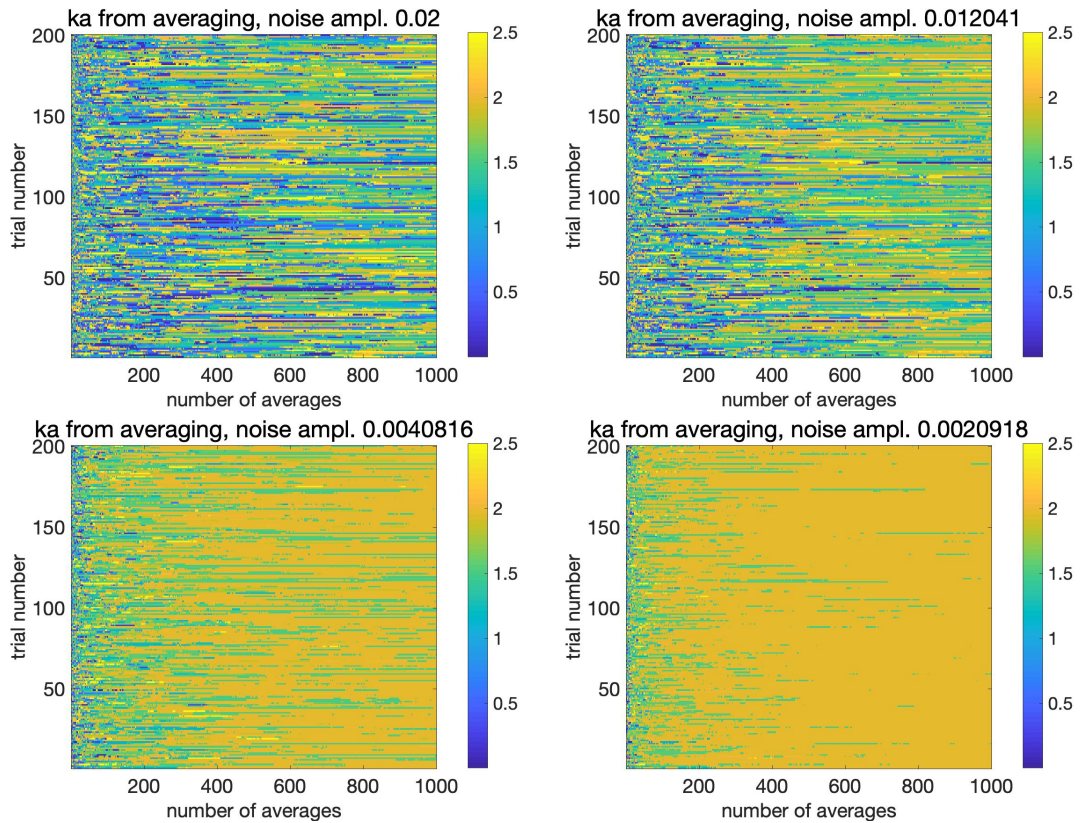 ka from averaging, noise ampl. 0.02
200
150
100
50
trial number
200 400 600 800 1000
number of averages
2.5
2
1.5
1
0.5
ka from averaging, noise ampl. 0.012041
200
150
100
50
trial number
200 400 600 800 1000
number of averages
2.5
2
1.5
1
0.5
ka from averaging, noise ampl. 0.0040816
200
150
100
50
trial number
200 400 600 800 1000
number of averages
2.5
2
1.5
1
0.5
ka from averaging, noise ampl. 0.0020918
200
150
100
50
trial number
200 400 600 800 1000
number of averages
2.5
2
1.5
1
0.5